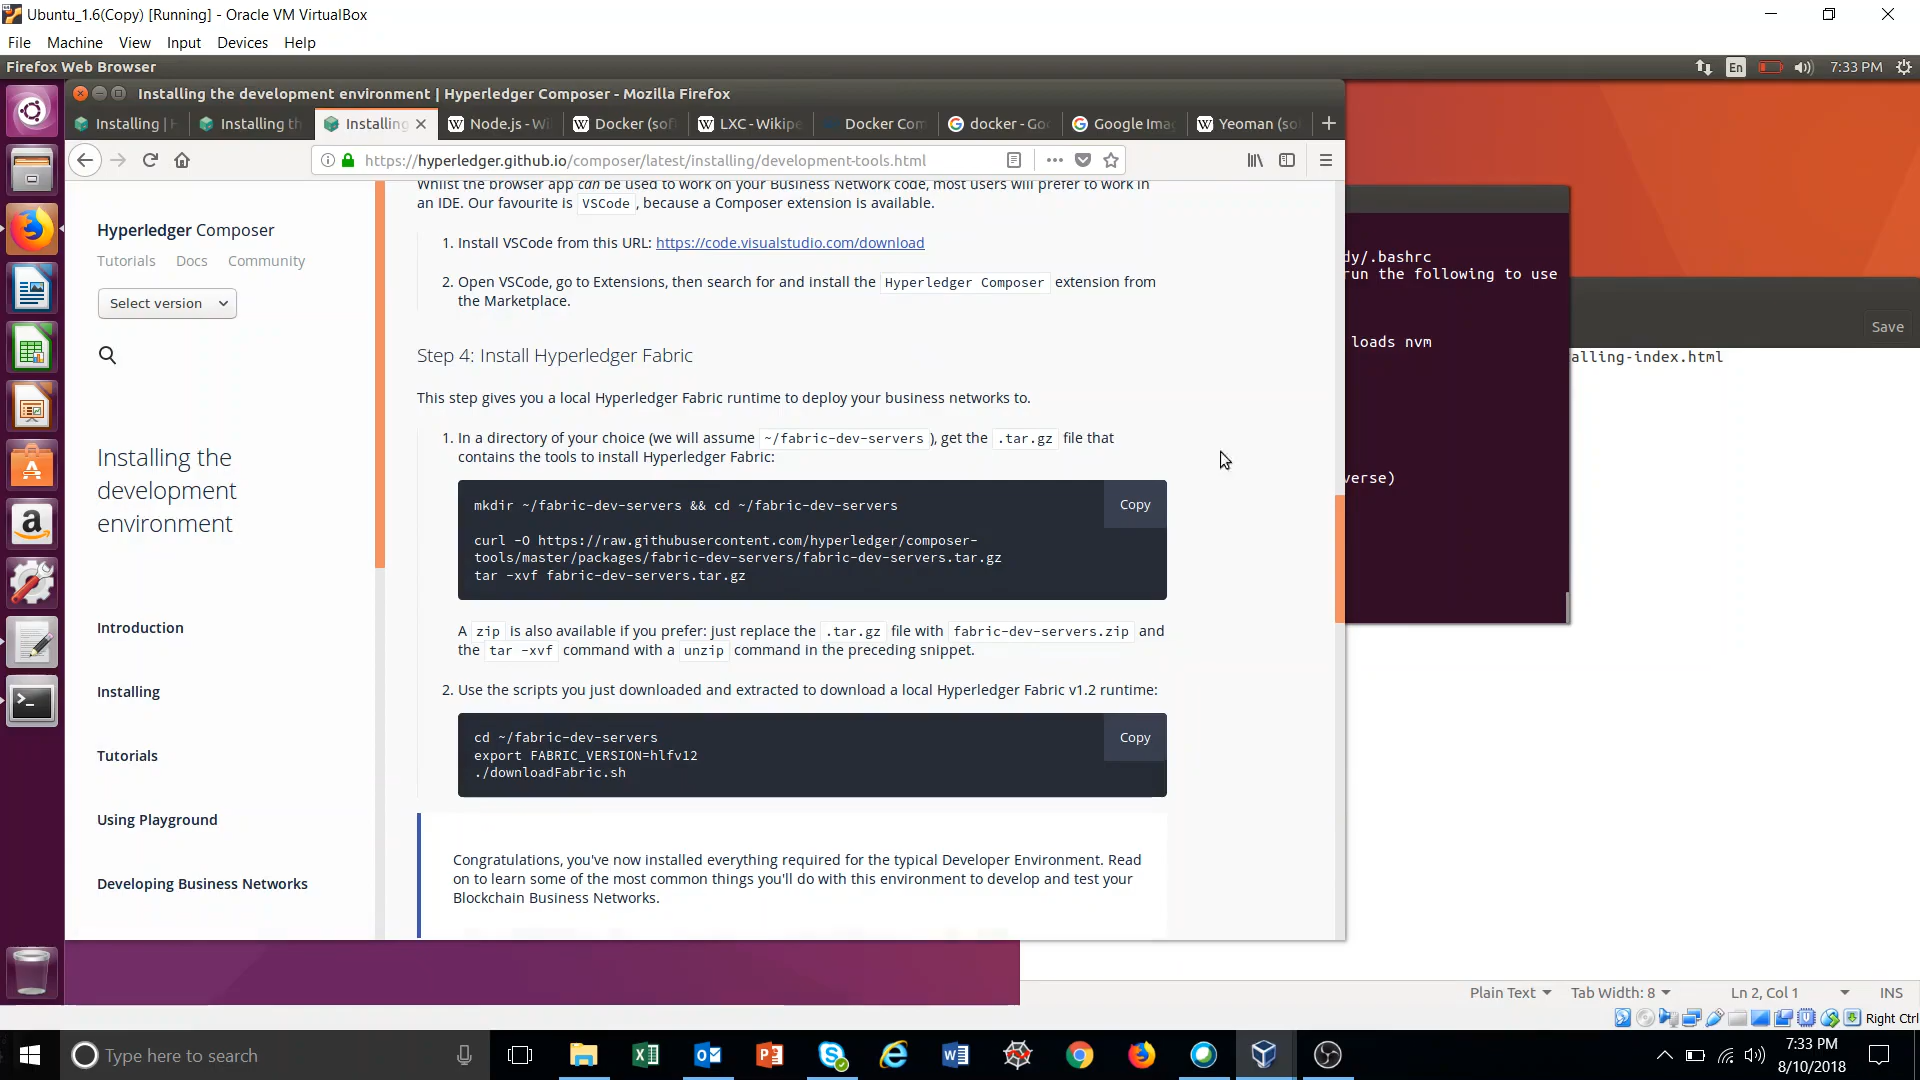 Ubuntu_1.6(Copy) [Running] - Oracle VM VirtualBox
File Machine View Input Devices Help
Firefox Web Browser
En 7:33 PM
Installing the development environment | Hyperledger Composer - Mozilla Firefox
Installing | H Installing th Installing Node.js - Wi Docker (sof LXC - Wikipe Docker Com docker - Goo Google Ima Yeoman (so
https://hyperledger.github.io/composer/latest/installing/development-tools.html
Hyperledger Composer
Tutorials Docs Community
Select version
Installing the
development
environment
Introduction
Installing
Tutorials
Using Playground
Developing Business Networks
Whilst the browser app can be used to work on your Business Network code, most users will prefer to work in
an IDE. Our favourite is VSCode, because a Composer extension is available.
1. Install VSCode from this URL: https://code.visualstudio.com/download
2. Open VSCode, go to Extensions, then search for and install the Hyperledger Composer extension from
the Marketplace.
Step 4: Install Hyperledger Fabric
This step gives you a local Hyperledger Fabric runtime to deploy your business networks to.
1. In a directory of your choice (we will assume ~/fabric-dev-servers), get the .tar.gz file that
contains the tools to install Hyperledger Fabric:
mkdir ~/fabric-dev-servers && cd ~/fabric-dev-servers
Copy
curl -O https://raw.githubusercontent.com/hyperledger/composer-
tools/master/packages/fabric-dev-servers/fabric-dev-servers.tar.gz
tar -xvf fabric-dev-servers.tar.gz
A zip is also available if you prefer: just replace the .tar.gz file with fabric-dev-servers.zip and
the tar -xvf command with a unzip command in the preceding snippet.
2. Use the scripts you just downloaded and extracted to download a local Hyperledger Fabric v1.2 runtime:
cd ~/fabric-dev-servers
Copy
export FABRIC_VERSION=hlfv12
./downloadFabric.sh
Congratulations, you've now installed everything required for the typical Developer Environment. Read
on to learn some of the most common things you'll do with this environment to develop and test your
Blockchain Business Networks.
dy/.bashrc
run the following to use
loads nvm
verse)
Save
alling-index.html
Plain Text Tab Width: 8 Ln 2, Col 1 INS
Right Ctrl
Type here to search
7:33 PM
8/10/2018